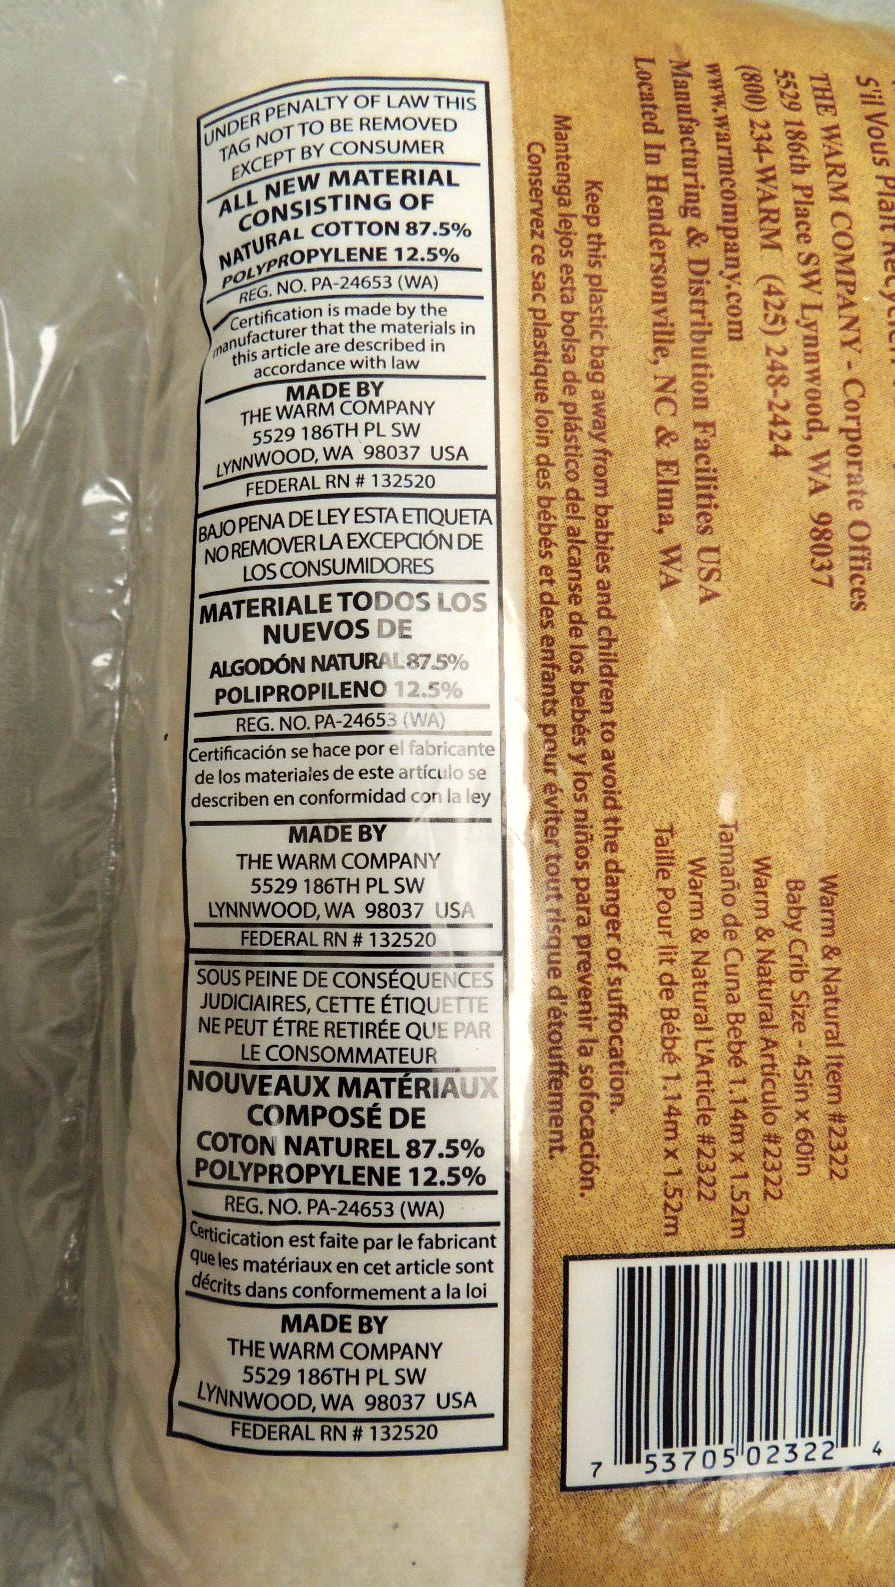 UNDER PENALTY OF LAW THIS
TAG NOT TO BE REMOVED
EXCEPT BY CONSUMER
ALL NEW MATERIAL
CONSISTING OF
NATURAL COTTON 87.5%
POLYPROPYLENE 12.5%
REG. NO. PA-24653 (WA)
Certification is made by the
manufacturer that the materials in
this article are described in
accordance with law
MADE BY
THE WARM COMPANY
5529 186TH PL SW
LYNNWOOD, WA 98037 USA
FEDERAL RN # 132520
BAJO PENA DE LEY ESTA ETIQUETA
NO REMOVER LA EXCEPCIÓN DE
LOS CONSUMIDORES
MATERIALE TODOS LOS
NUEVOS DE
ALGODÓN NATURAL 87.5%
POLIPROPILENO 12.5%
REG. NO. PA-24653 (WA)
Certificación se hace por el fabricante
de los materiales de este artículo se
describen en conformidad con la ley
MADE BY
THE WARM COMPANY
5529 186TH PL SW
LYNNWOOD, WA 98037 USA
FEDERAL RN # 132520
SOUS PEINE DE CONSÉQUENCES
JUDICIAIRES, CETTE ÉTIQUETTE
NE PEUT ÉTRE RETIRÉE QUE PAR
LE CONSOMMATEUR
NOUVEAUX MATÉRIAUX
COMPOSÉ DE
COTON NATUREL 87.5%
POLYPROPYLENE 12.5%
REG. NO. PA-24653 (WA)
Certicication est faite par le fabricant
que les matériaux en cet article sont
décrits dans conformement a la loi
MADE BY
THE WARM COMPANY
5529 186TH PL SW
LYNNWOOD, WA 98037 USA
FEDERAL RN # 132520
S'il Vous Plaît
THE WARM COMPANY - Corporate Offices
5529 186th Place SW Lynnwood, WA 98037
(800) 234-WARM (425) 248-2424
www.warmcompany.com
Manufacturing & Distribution Facilities USA
Located In Hendersonville, NC & Elma, WA
Keep this plastic bag away from babies and children to avoid the danger of suffocation.
Mantenga lejos esta bolsa de plástico del alcanse de los bebés y los niños para prevenir la sofocación.
Conservez ce sac plastique loin des bébés et des enfants pour éviter tout risque d'étouffement.
Warm & Natural Item #2322
Baby Crib Size - 45in x 60in
Warm & Natural Artículo #2322
Tamaño de Cuna Bebé 1.14m x 1.52m
Warm & Natural L'Article #2322
Taille Pour lit de Bébé 1.14m x 1.52m
7 53705 02322 4